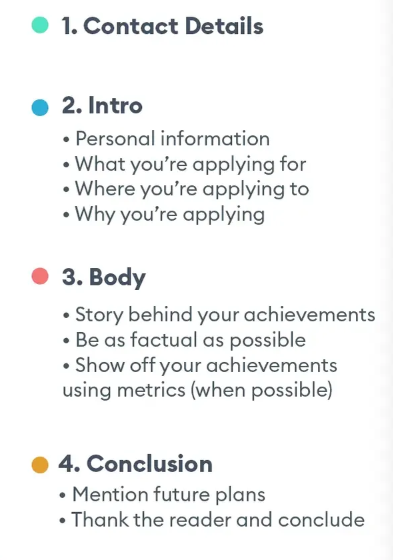 1. Contact Details
2. Intro
• Personal information
• What you’re applying for
• Where you’re applying to
• Why you’re applying
3. Body
• Story behind your achievements
• Be as factual as possible
• Show off your achievements
using metrics (when possible)
4. Conclusion
• Mention future plans
• Thank the reader and conclude